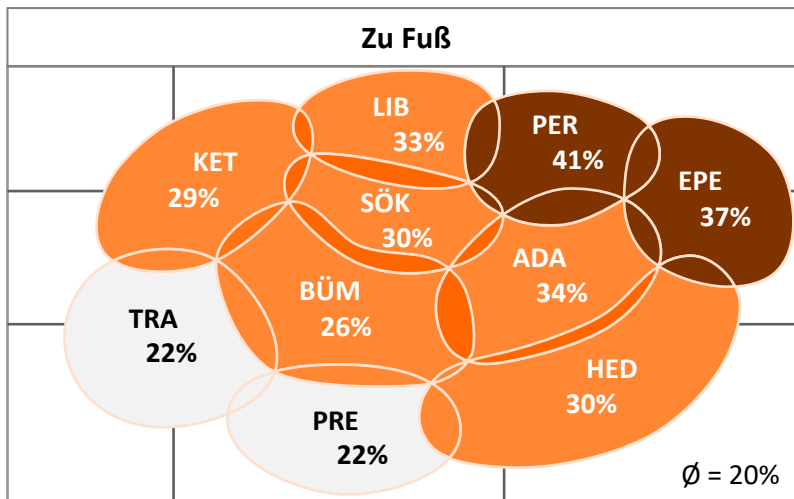 Zu Fuß
LIB
33%
PER
41%
KET
29%
EPE
37%
SÖK
30%
ADA
34%
BÜM
26%
TRA
22%
HED
30%
PRE
22%
Ø = 20%